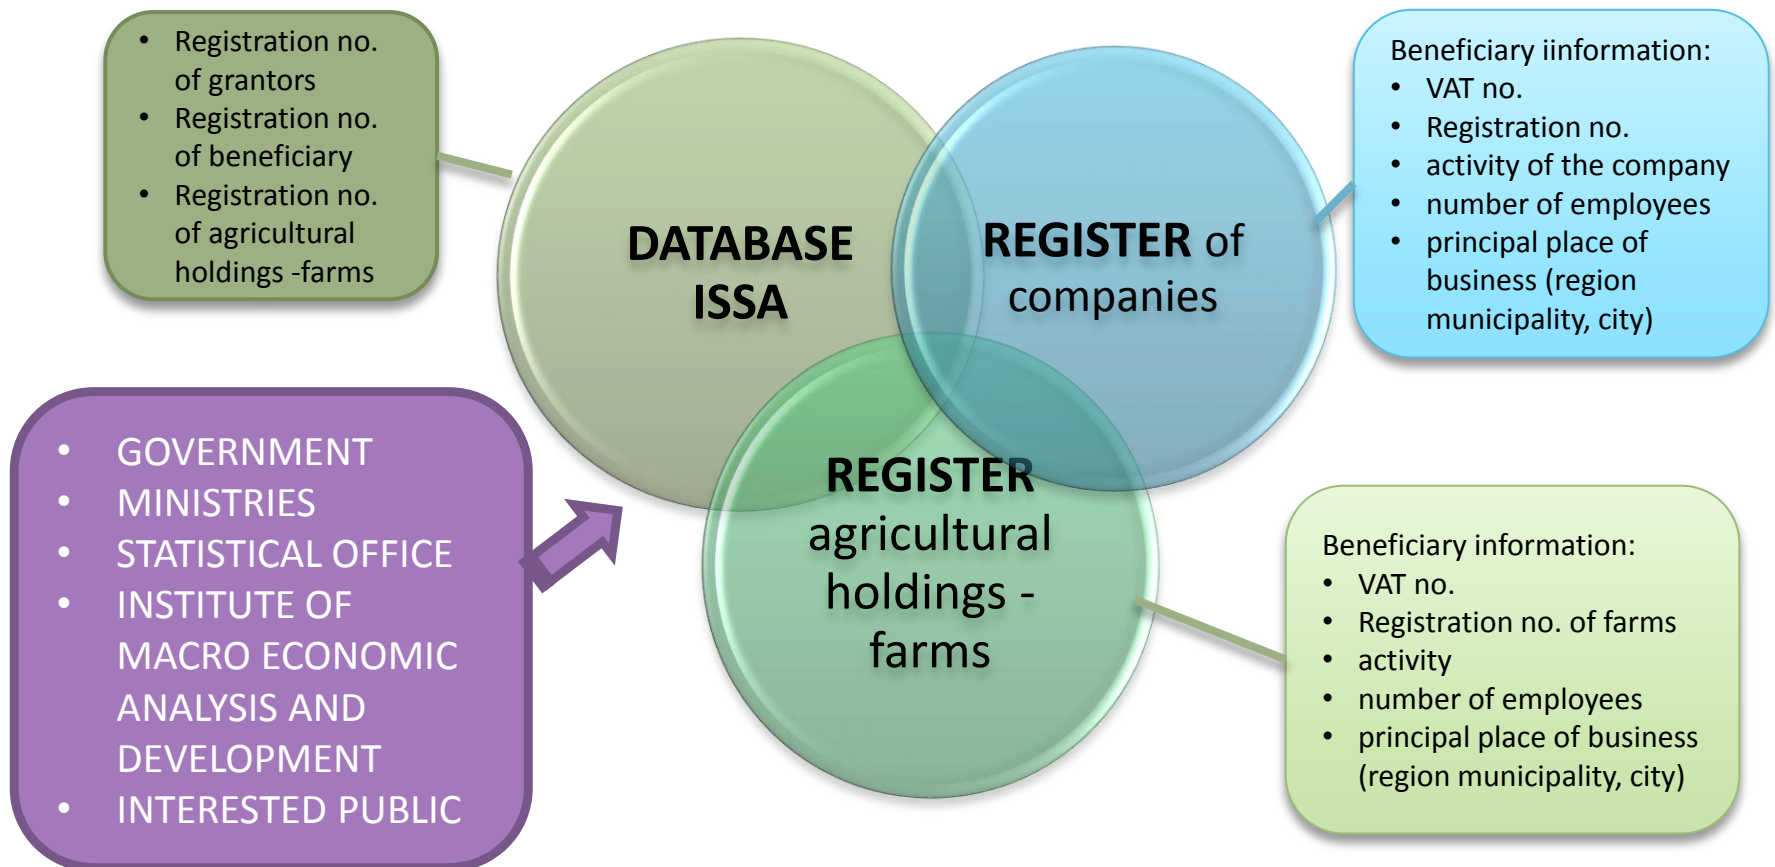 • Registration no.
of grantors
• Registration no.
of beneficiary
• Registration no.
of agricultural
holdings -farms
DATABASE
ISSA
REGISTER of
companies
Beneficiary iinformation:
• VAT no.
• Registration no.
• activity of the company
• number of employees
• principal place of
business (region
municipality, city)
• GOVERNMENT
• MINISTRIES
• STATISTICAL OFFICE
• INSTITUTE OF
MACRO ECONOMIC
ANALYSIS AND
DEVELOPMENT
• INTERESTED PUBLIC
REGISTER
agricultural
holdings -
farms
Beneficiary information:
• VAT no.
• Registration no. of farms
• activity
• number of employees
• principal place of business
(region municipality, city)